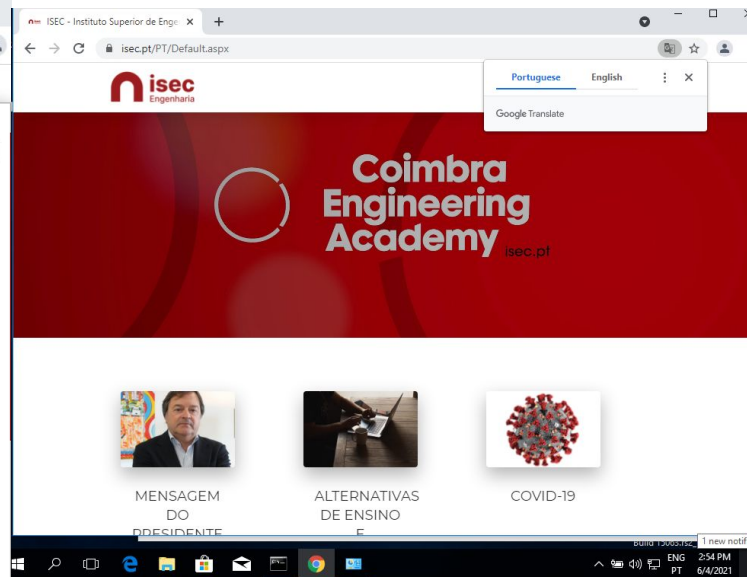 ISEC - Instituto Superior de Enge
isec.pt/PT/Default.aspx
isec
Engenharia
Portuguese English
Google Translate
Coimbra
Engineering
Academy
isec.pt
MENSAGEM
DO
PRESIDENTE
ALTERNATIVAS
DE ENSINO
E
COVID-19
1 new notif
ENG 2:54 PM
PT 6/4/2021